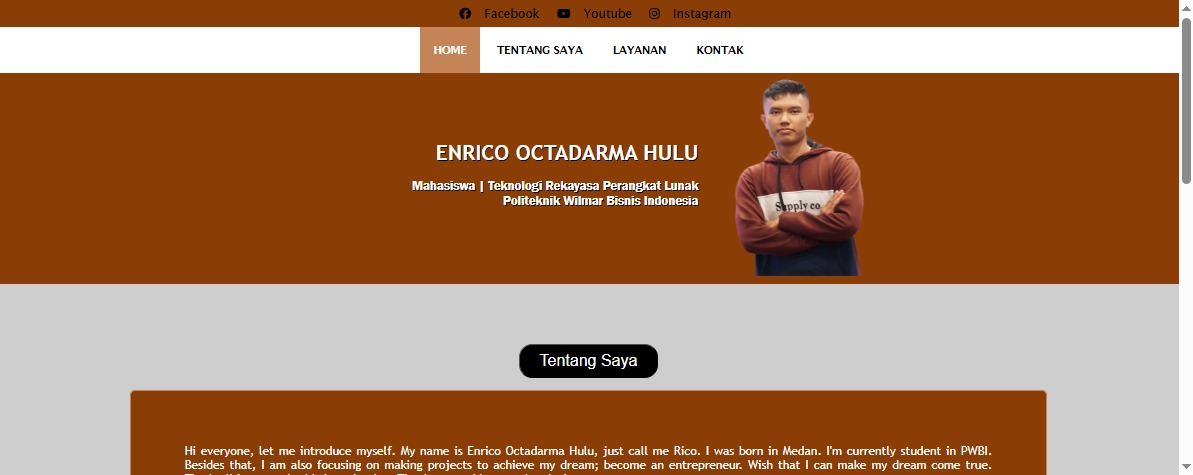 Facebook Youtube Instagram
HOME TENTANG SAYA LAYANAN KONTAK
ENRICO OCTADARMA HULU
Mahasiswa | Teknologi Rekayasa Perangkat Lunak
Politeknik Wilmar Bisnis Indonesia
Supply co.
Tentang Saya
Hi everyone, let me introduce myself. My name is Enrico Octadarma Hulu, just call me Rico. I was born in Medan. I'm currently student in PWBI.
Besides that, I am also focusing on making projects to achieve my dream; become an entrepreneur. Wish that I can make my dream come true.